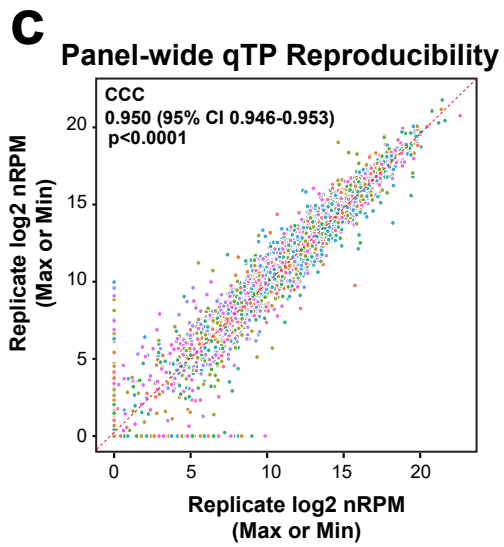 C
Panel-wide qTP Reproducibility
CCC
0.950 (95% CI 0.946-0.953)
p<0.0001
Replicate log2 nRPM
(Max or Min)
20
15
10
5
0
0 5 10 15 20
Replicate log2 nRPM
(Max or Min)